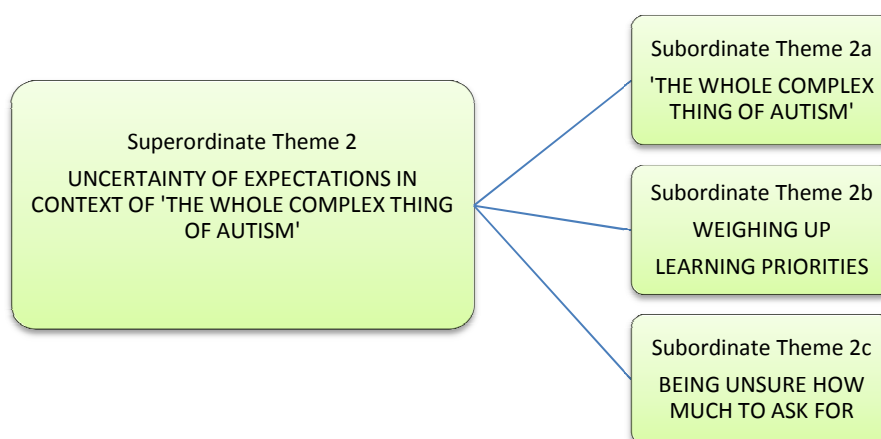 Superordinate Theme 2
UNCERTAINTY OF EXPECTATIONS IN
CONTEXT OF 'THE WHOLE COMPLEX THING
OF AUTISM'
Subordinate Theme 2a
'THE WHOLE COMPLEX
THING OF AUTISM'
Subordinate Theme 2b
WEIGHING UP
LEARNING PRIORITIES
Subordinate Theme 2c
BEING UNSURE HOW
MUCH TO ASK FOR